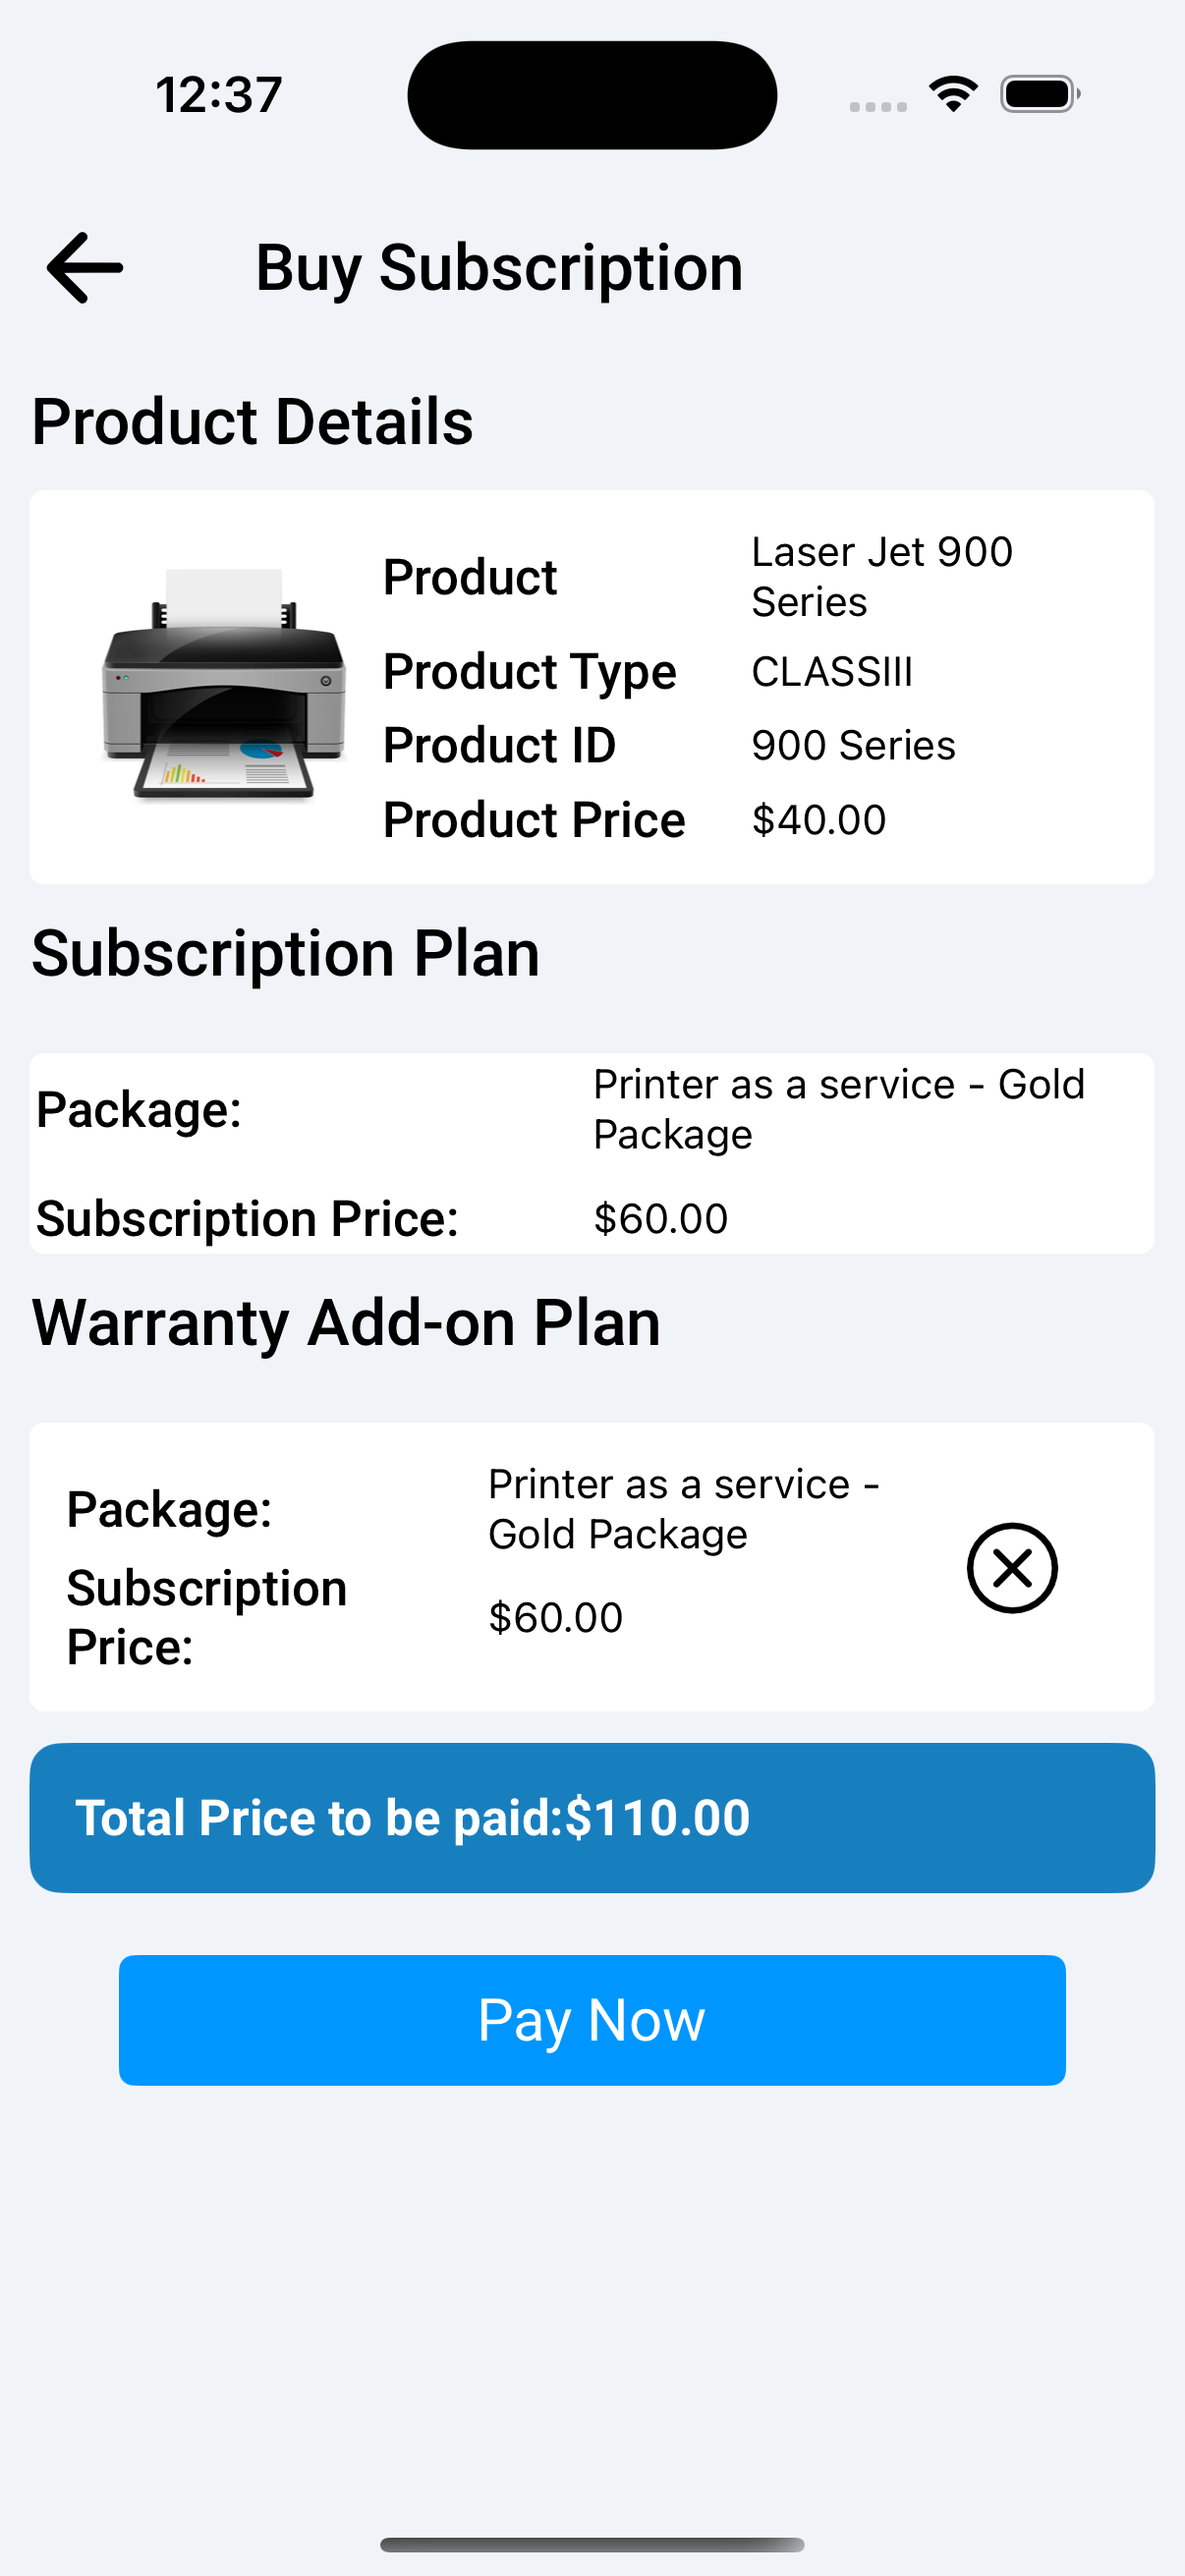 12:37
Buy Subscription
Product Details
Product
Laser Jet 900
Series
Product Type
CLASSIII
Product ID
900 Series
Product Price
$40.00
Subscription Plan
Package:
Printer as a service - Gold
Package
Subscription Price:
$60.00
Warranty Add-on Plan
Package:
Printer as a service -
Gold Package
Subscription
Price:
$60.00
Total Price to be paid:$110.00
Pay Now